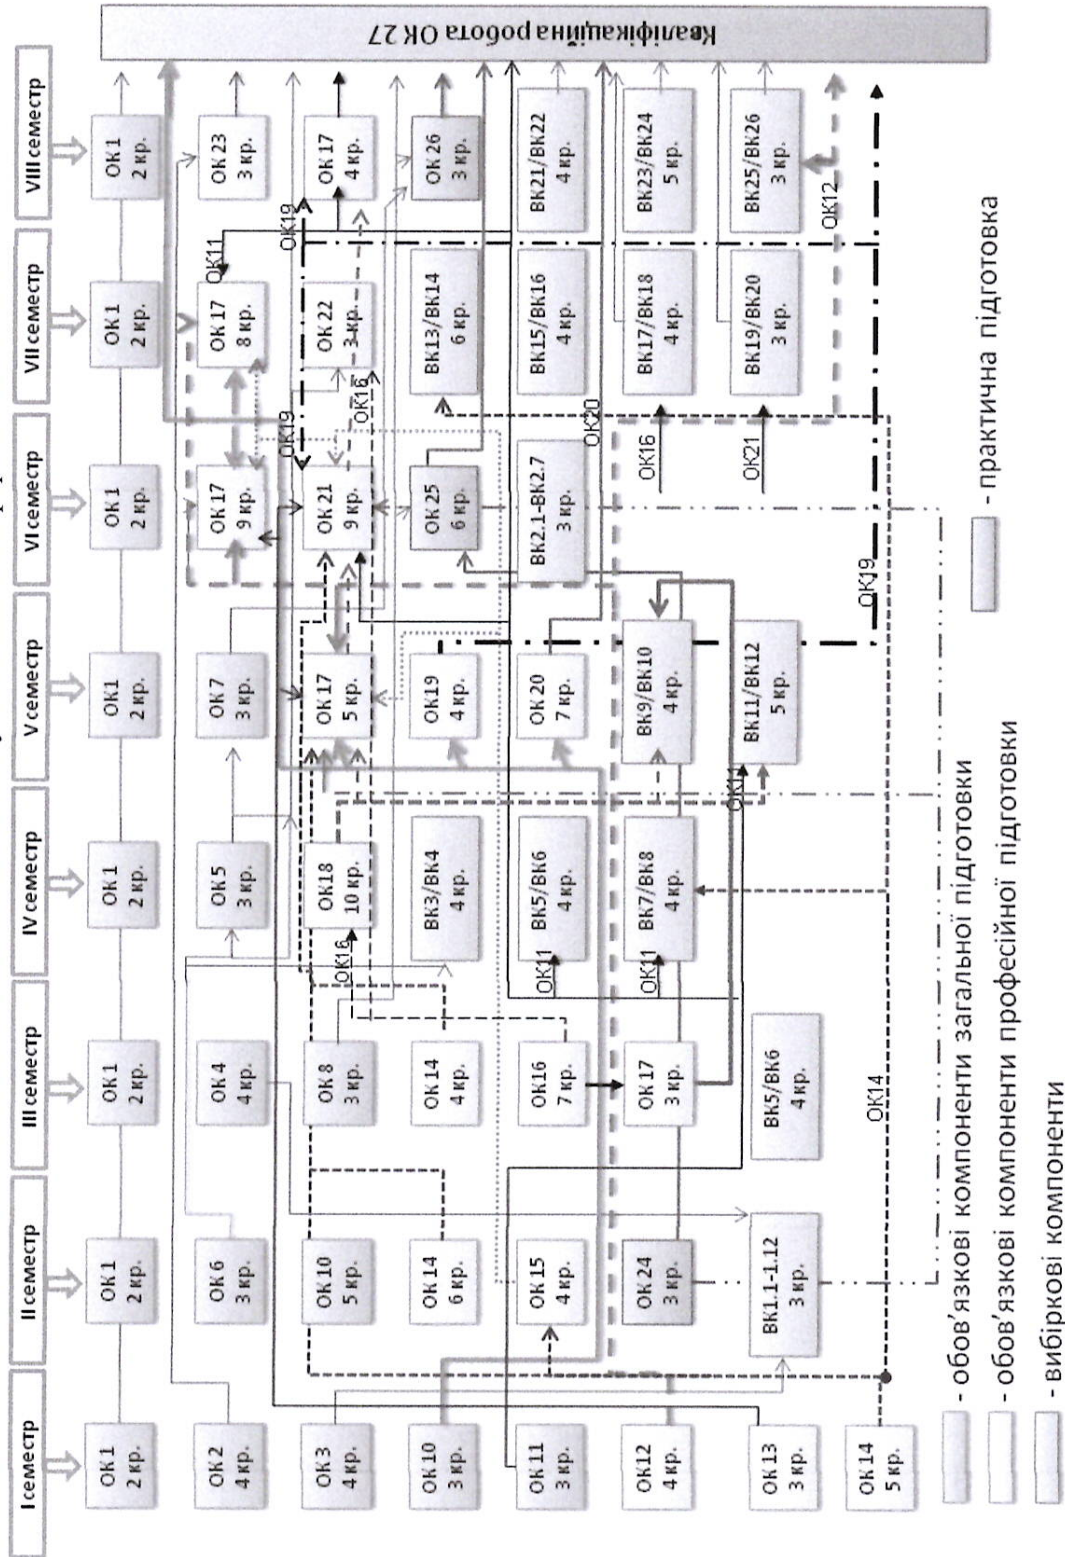 I семестр
ОК 1
2 кр.
ОК 2
4 кр.
ОК 3
4 кр.
ОК 10
3 кр.
ОК 11
3 кр.
ОК12
4 кр.
ОК 13
3 кр.
ОК 14
5 кр.
II семестр
ОК 1
2 кр.
ОК 6
3 кр.
ОК 10
5 кр.
ОК 14
6 кр.
ОК 15
4 кр.
ОК 24
3 кр.
ВК1.1-1.12
3 кр.
III семестр
ОК 1
2 кр.
ОК 4
4 кр.
ОК 8
3 кр.
ОК 14
4 кр.
ОК16
7 кр.
ОК 17
3 кр.
ВК5/ВК6
4 кр.
ОК16
ОК11
ОК11
ОК14
IV семестр
ОК 1
2 кр.
ОК 5
3 кр.
ОК18
10 кр.
ВК3/ВК4
4 кр.
ВК5/ВК6
4 кр.
ВК7/ВК8
4 кр.
ОК11
V семестр
ОК 1
2 кр.
ОК 7
3 кр.
ОК 17
5 кр.
ОК19
4 кр.
ОК 20
7 кр.
ВК9/ВК10
4 кр.
ВК11/ВК12
5 кр.
ОК19
VI семестр
ОК 1
2 кр.
ОК 17
9 кр.
ОК 21
9 кр.
ОК 25
6 кр.
ВК2.1-ВК2.7
3 кр.
ОК19
ОК16
ОК20
ОК16
ОК21
VII семестр
ОК 1
2 кр.
ОК 17
8 кр.
ОК 22
3 кр.
ВК13/ВК14
6 кр.
ВК15/ВК16
4 кр.
ВК17/ВК18
4 кр.
ВК19/ВК20
3 кр.
ОК11
ОК19
ОК12
VIII семестр
ОК 1
2 кр.
ОК 23
3 кр.
ОК 17
4 кр.
ОК 26
3 кр.
ВК21/ВК22
4 кр.
ВК23/ВК24
5 кр.
ВК25/ВК26
3 кр.
Кваліфікаційна робота ОК 27
- обов’язкові компоненти загальної підготовки
- обов’язкові компоненти професійної підготовки
- вибіркові компоненти
- практична підготовка